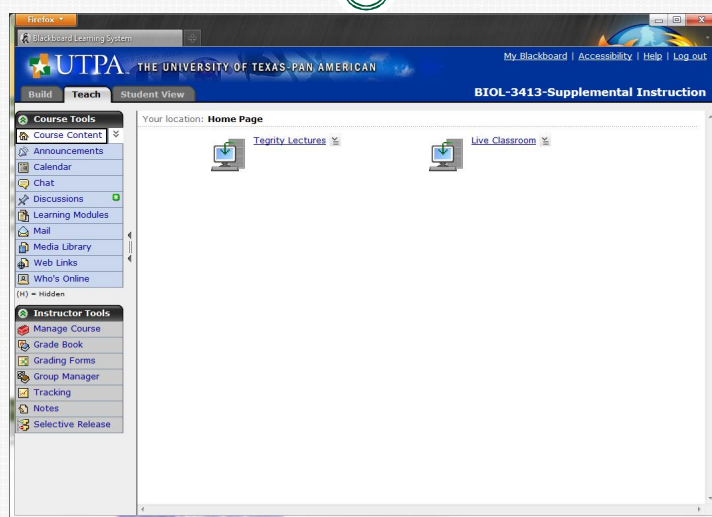 Firefox
Blackboard Learning System
UTPA THE UNIVERSITY OF TEXAS-PAN AMERICAN
My Blackboard | Accessibility | Help | Log out
Build Teach Student View
BIOL-3413-Supplemental Instruction
Course Tools
Course Content
Announcements
Calendar
Chat
Discussions
Learning Modules
Mail
Media Library
Web Links
Who's Online
(H) = Hidden
Instructor Tools
Manage Course
Grade Book
Grading Forms
Group Manager
Tracking
Notes
Selective Release
Your location: Home Page
Tegrity Lectures
Live Classroom